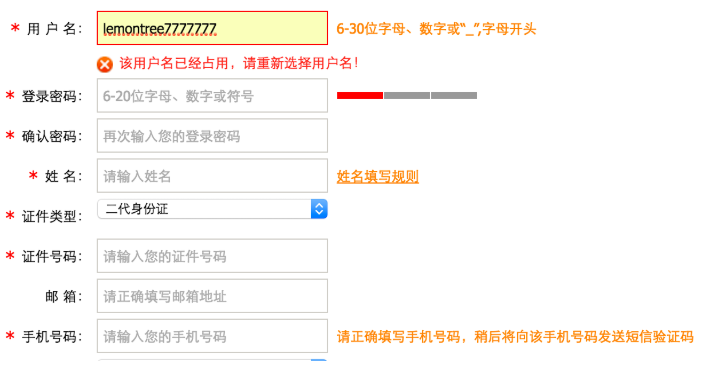 * 用 户 名： lemontree7777777 6-30位字母、数字或“_”,字母开头
该用户名已经占用，请重新选择用户名！
* 登录密码： 6-20位字母、数字或符号
* 确认密码： 再次输入您的登录密码
* 姓 名： 请输入姓名 姓名填写规则
* 证件类型： 二代身份证
* 证件号码： 请输入您的证件号码
邮 箱： 请正确填写邮箱地址
* 手机号码： 请输入您的手机号码 请正确填写手机号码，稍后将向该手机号码发送短信验证码